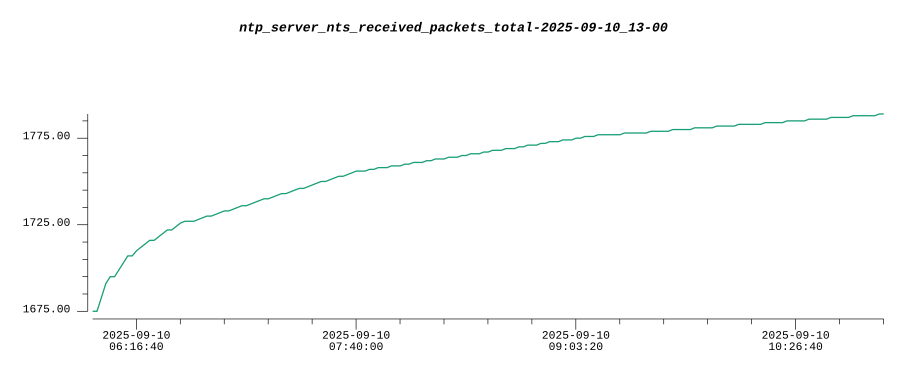 ntp_server_nts_received_packets_total-2025-09-10_13-00
1775.00
1725.00
1675.00
2025-09-10 2025-09-10 2025-09-10 2025-09-10
06:16:40 07:40:00 09:03:20 10:26:40